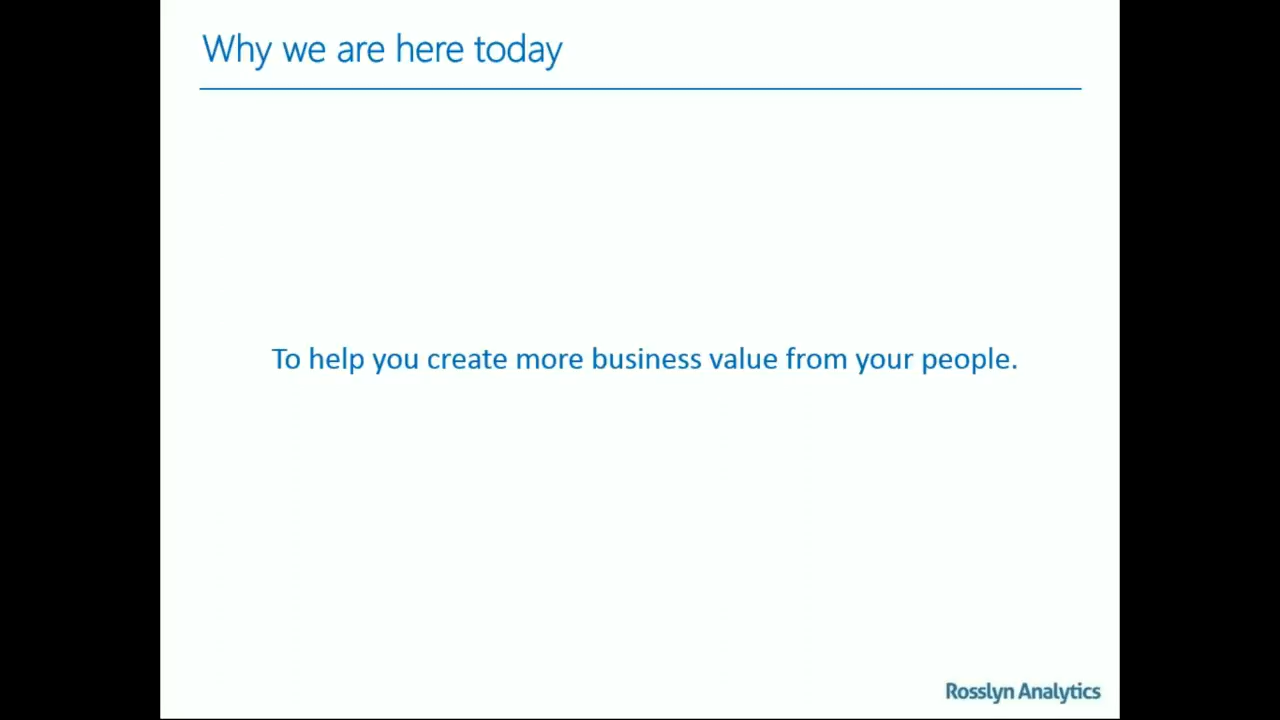 Why we are here today
To help you create more business value from your people.
Rosslyn Analytics